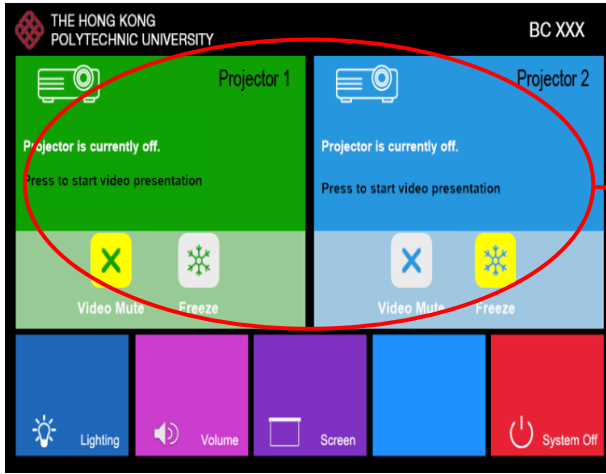 THE HONG KONG
POLYTECHNIC UNIVERSITY
BC XXX
Projector 1
Projector is currently off.
Press to start video presentation
Video Mute
Freeze
Projector 2
Projector is currently off.
Press to start video presentation
Video Mute
Freeze
Lighting
Volume
Screen
System Off